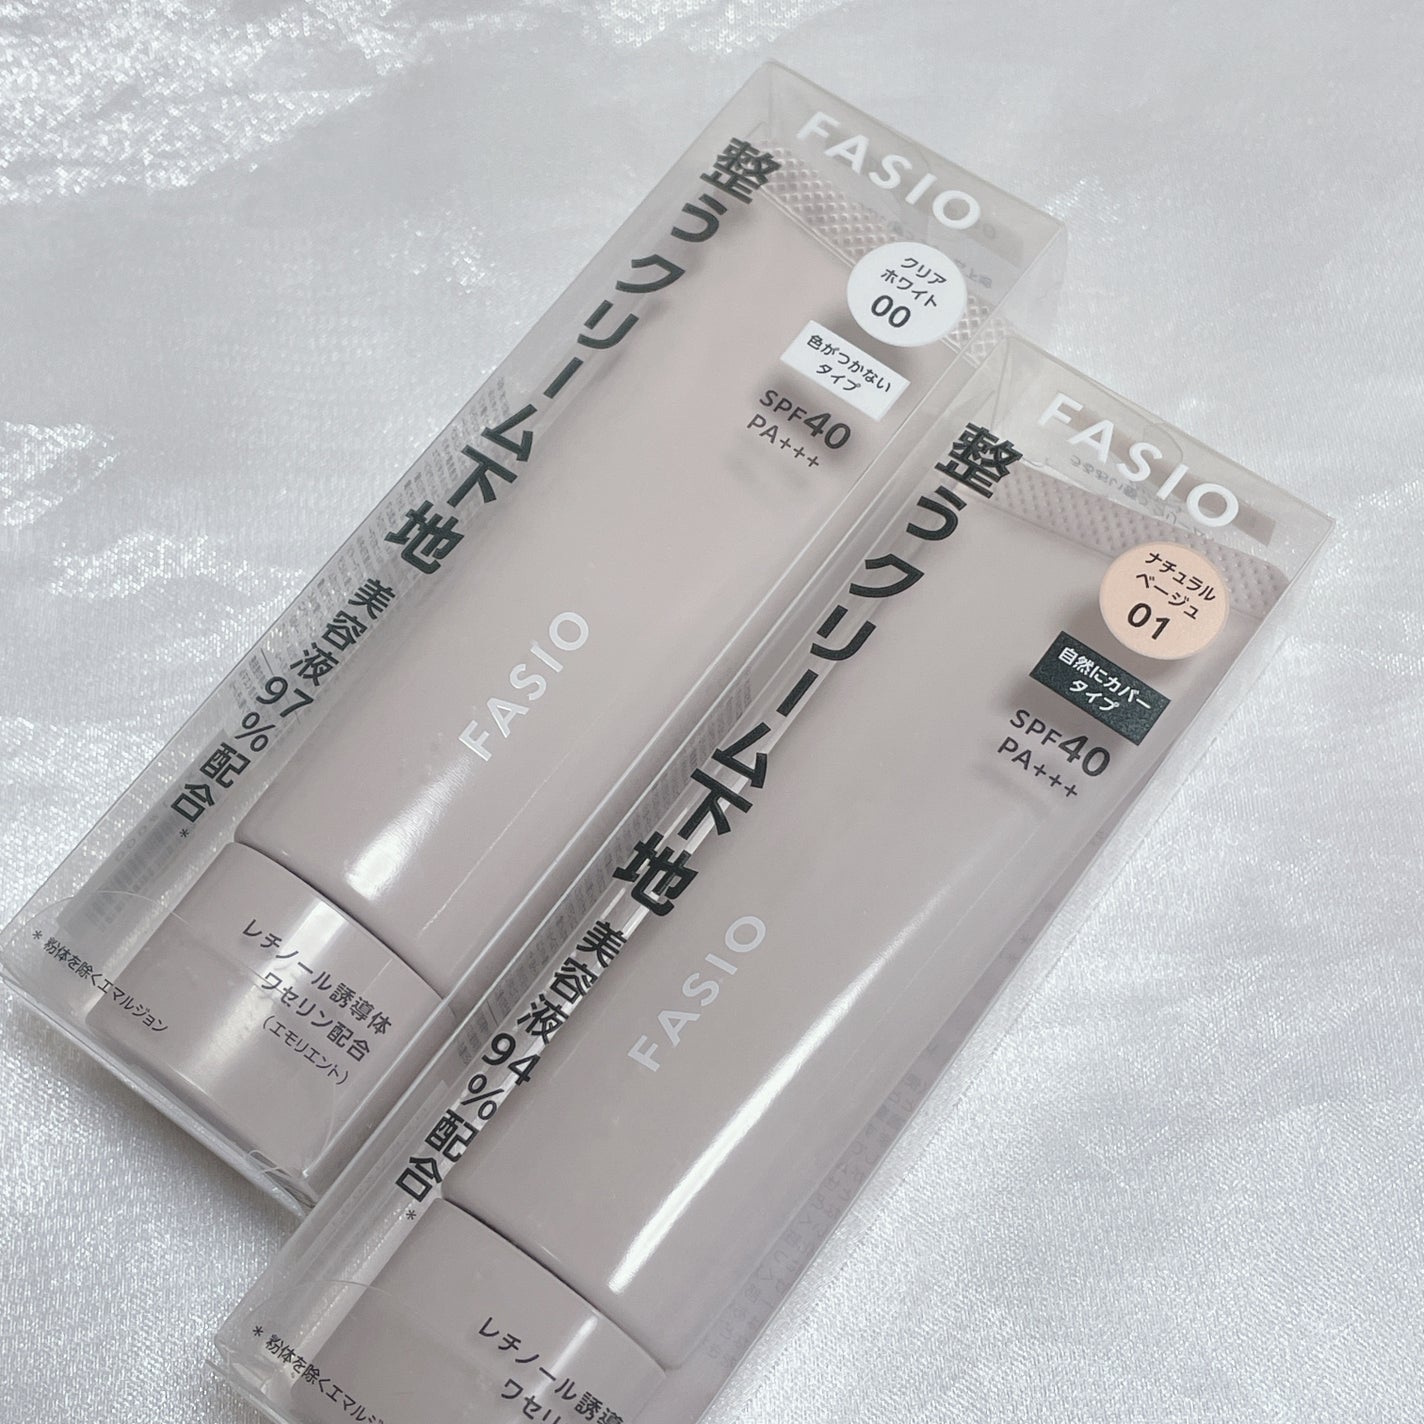 FASIO
整うクリーム下地
美容液97%配合*
クリア
ホワイト
00
色がつかない
タイプ
SPF40
PA+++
FASIO
レチノール誘導体
ワセリン配合
（エモリエント）
* 粉体を除くエマルジョン
FASIO
整うクリーム下地
美容液94%配合*
ナチュラル
ベージュ
01
自然にカバー
タイプ
SPF40
PA+++
FASIO
レチノール誘導
ワセリ
* 粉体を除くエマルジ